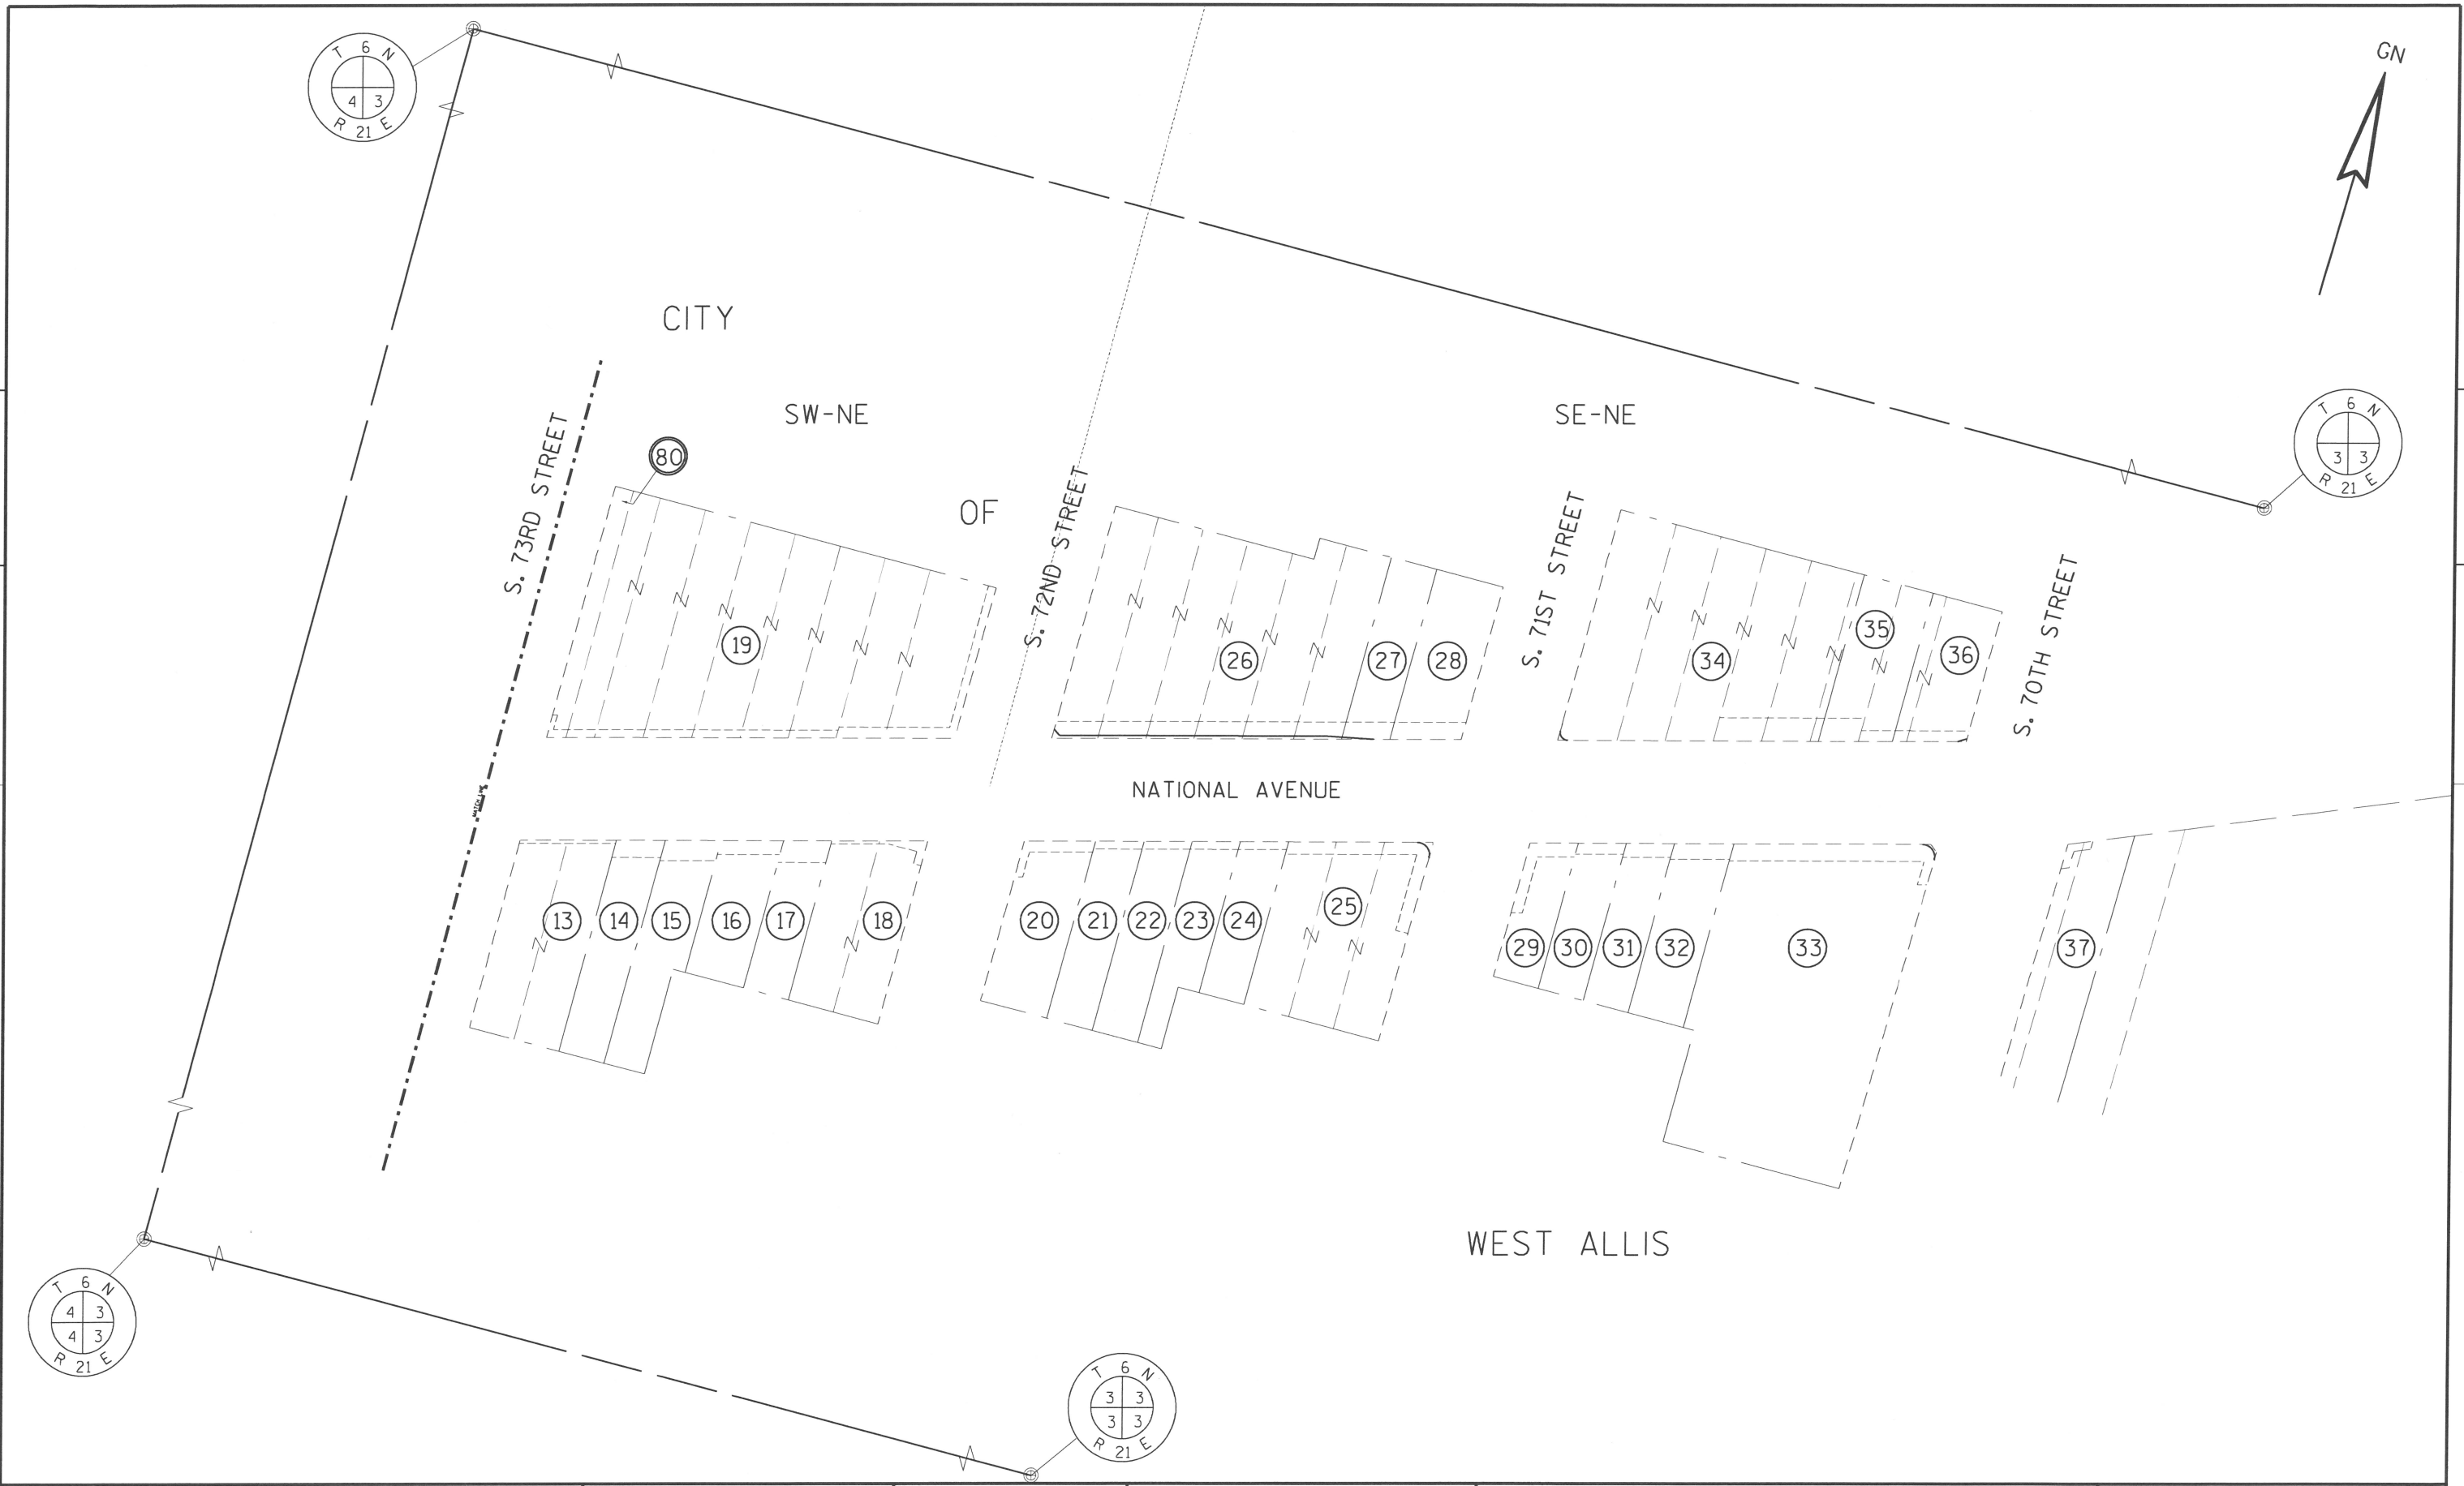 GN
T 6 N
4 3
R 21 E
CITY
SW-NE
SE-NE
T 6 N
3 3
R 21 E
S. 73RD STREET
80
OF
S. 72ND STREET
S. 71ST STREET
S. 70TH STREET
19
26
27
28
34
35
36
NATIONAL AVENUE
13
14
15
16
17
18
20
21
22
23
24
25
29
30
31
32
33
37
WEST ALLIS
T 6 N
4 3
4 3
R 21 E
T 6 N
3 3
3 3
R 21 E